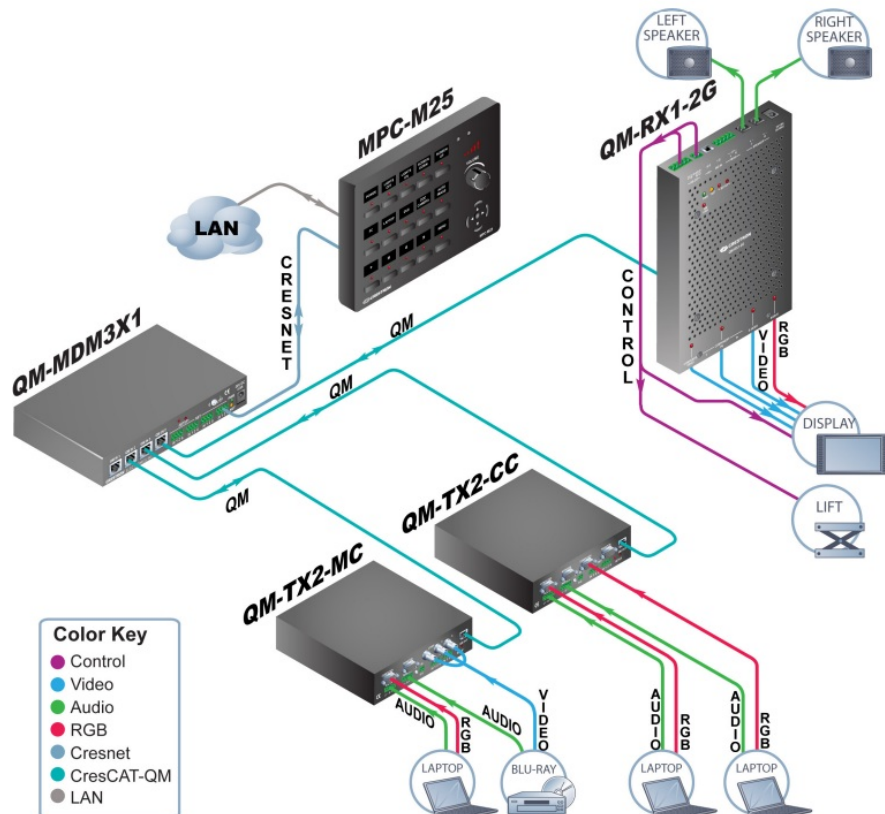 LEFT
SPEAKER
RIGHT
SPEAKER
QM-RX1-2G
MPC-M25
LAN
CRESNET
QM
CONTROL
VIDEO
RGB
QM-MDM3X1
QM
DISPLAY
QM
QM-TX2-CC
LIFT
QM-TX2-MC
Color Key
Control
Video
Audio
RGB
Cresnet
CresCAT-QM
LAN
AUDIO
RGB
AUDIO
VIDEO
AUDIO
RGB
AUDIO
RGB
LAPTOP
BLU-RAY
LAPTOP
LAPTOP